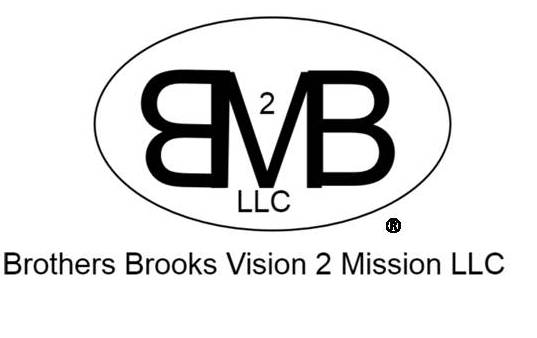 2
BMB
LLC
®
Brothers Brooks Vision 2 Mission LLC